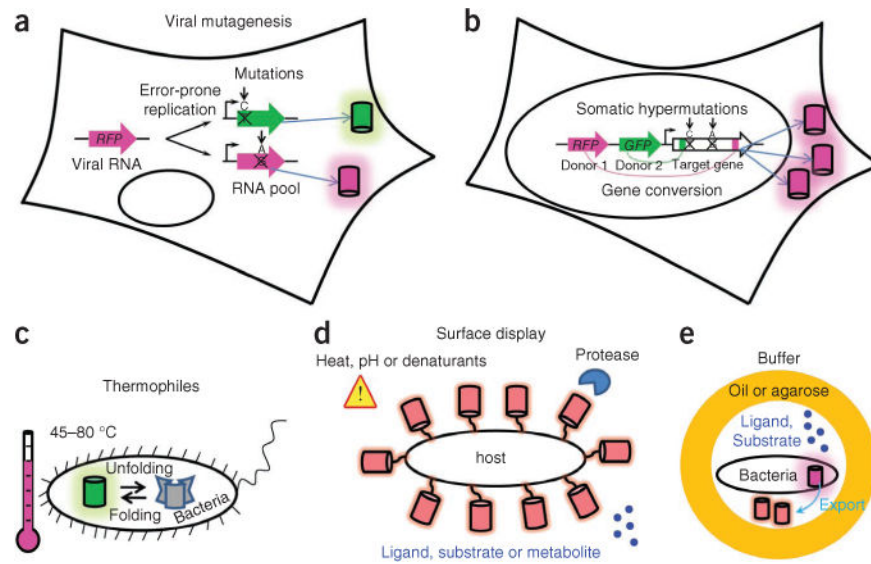 a
Viral mutagenesis
Mutations
Error-prone
replication
C
RFP
Viral RNA
A
C
RNA pool
b
Somatic hypermutations
C A
RFP GFP
Donor 1 Donor 2 Target gene
Gene conversion
c
Thermophiles
45–80 °C
Unfolding
Folding
Bacteria
d
Surface display
Heat, pH or denaturants
Protease
host
Ligand, substrate or metabolite
e
Buffer
Oil or agarose
Ligand,
Substrate
Bacteria
Export